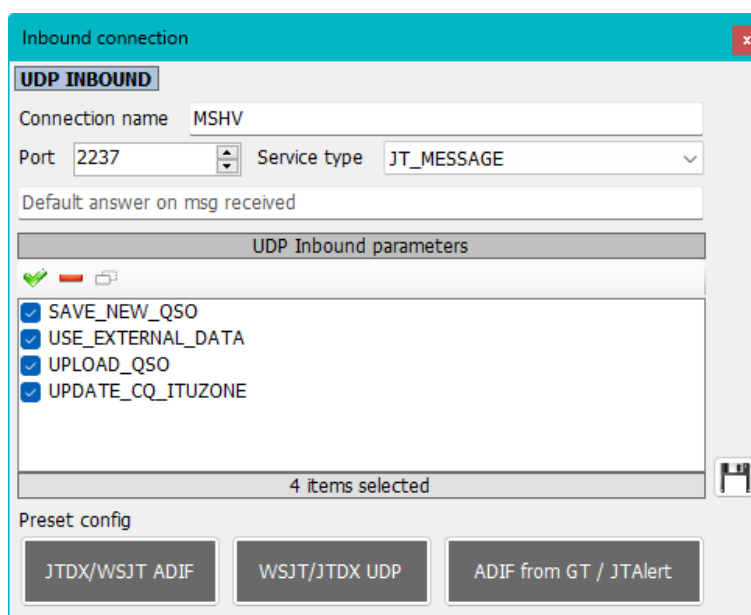 Inbound connection
x
UDP INBOUND
Connection name MSHV
Port 2237 Service type JT_MESSAGE
Default answer on msg received
UDP Inbound parameters
SAVE_NEW_QSO
USE_EXTERNAL_DATA
UPLOAD_QSO
UPDATE_CQ_ITUZONE
4 items selected
Preset config
JTDX/WSJT ADIF WSJT/JTDX UDP ADIF from GT / JTAlert